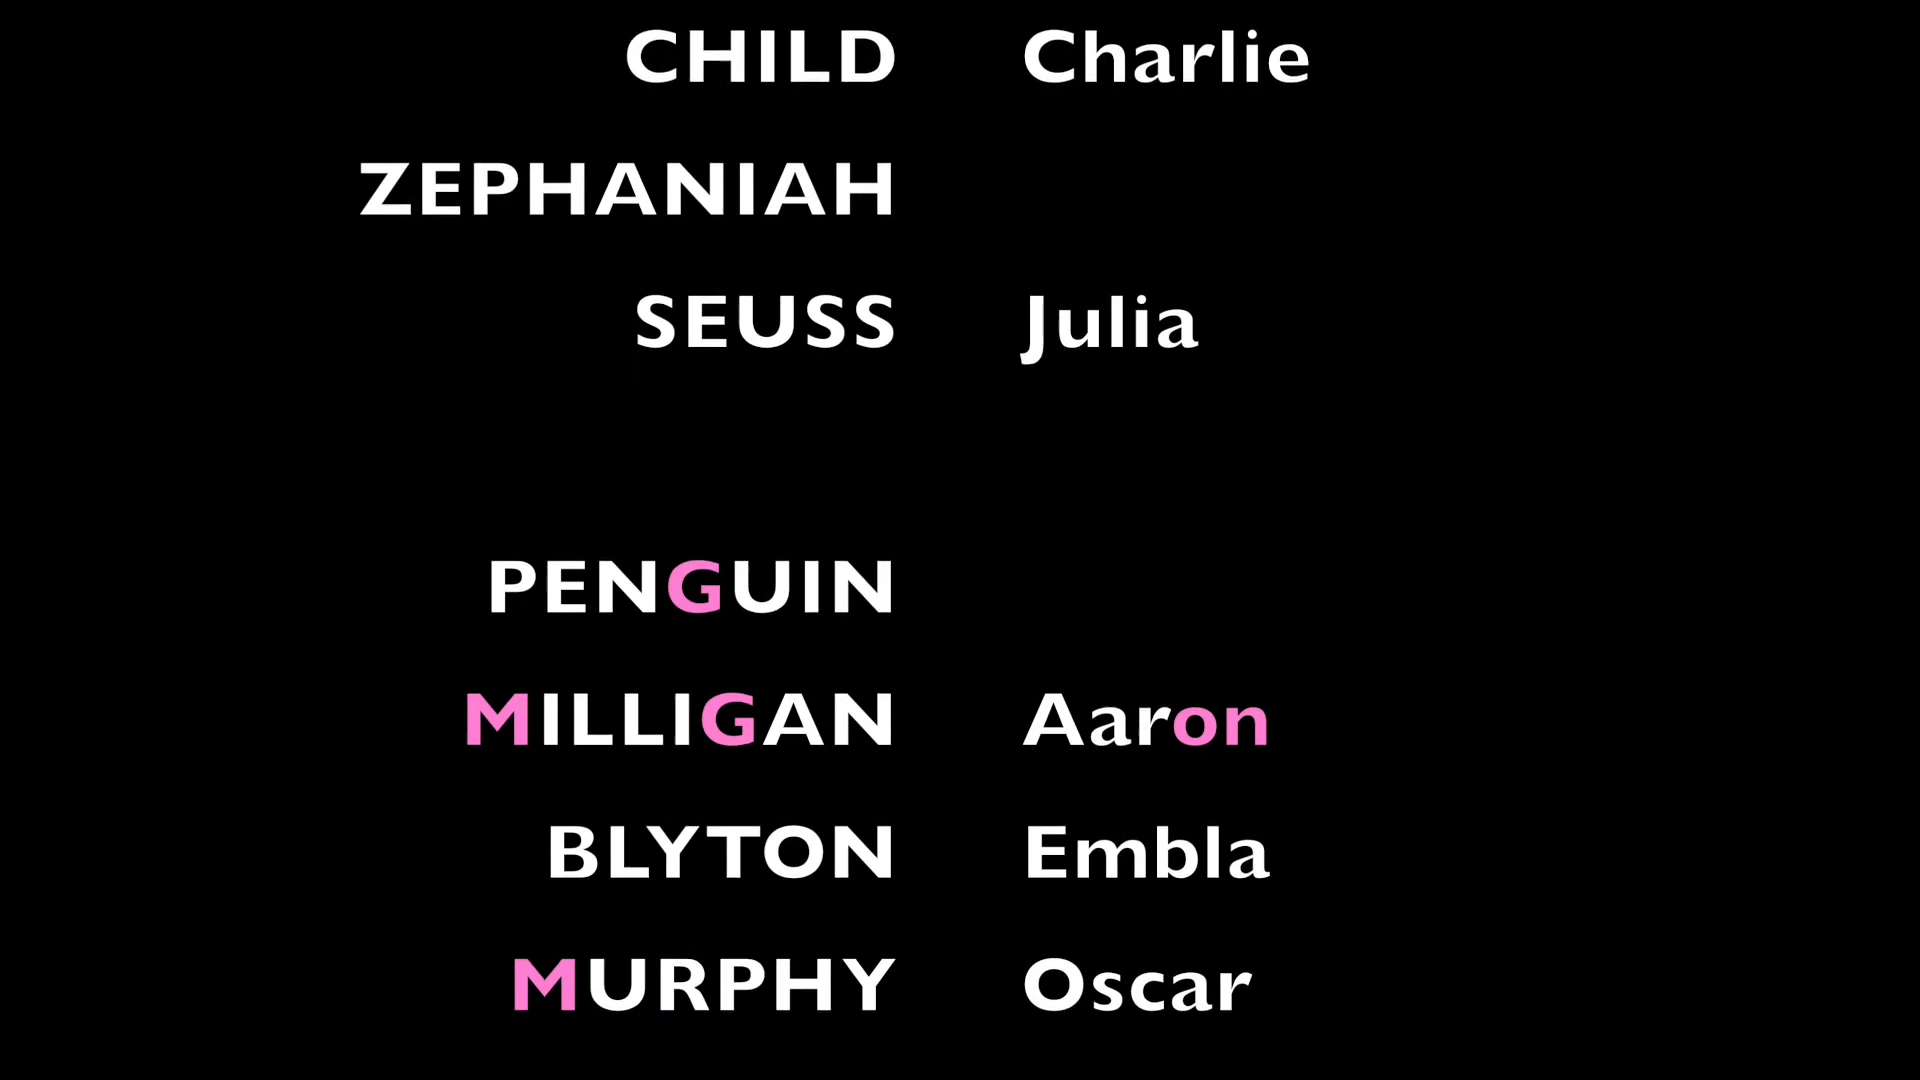 CHILD Charlie
ZEPHANIAH
SEUSS Julia
PENGUIN
MILLIGAN Aaron
BLYTON Embla
MURPHY Oscar